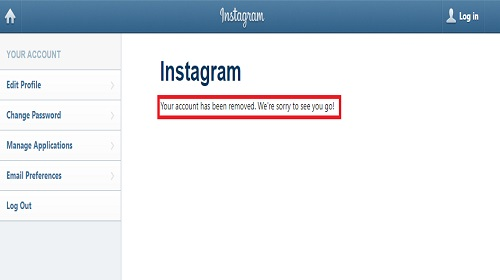 Instagram
Log in
YOUR ACCOUNT
Edit Profile
Change Password
Manage Applications
Email Preferences
Log Out
Instagram
Your account has been removed. We're sorry to see you go!